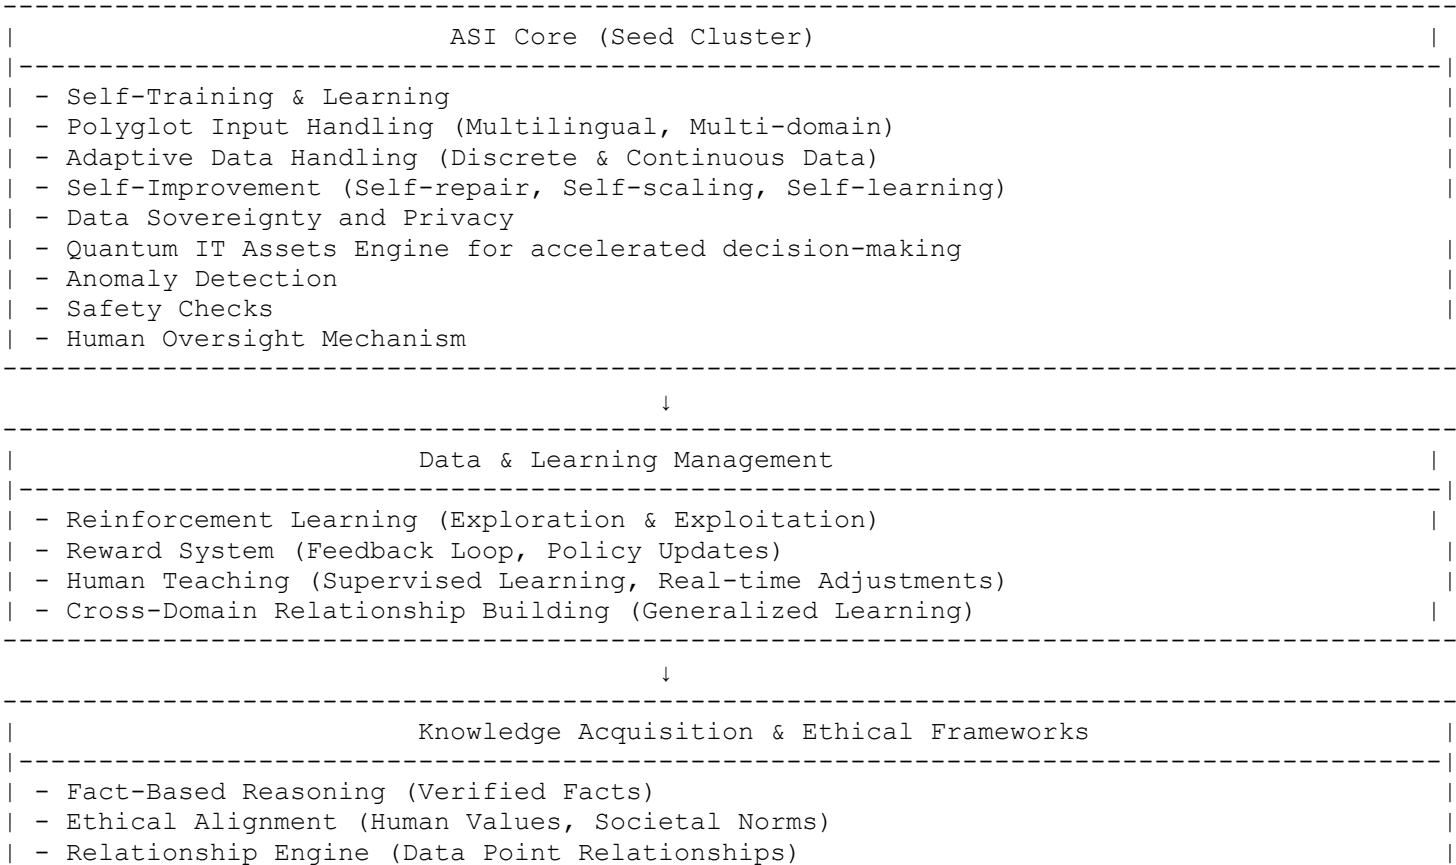 ASI Core (Seed Cluster)
- Self-Training & Learning
- Polyglot Input Handling (Multilingual, Multi-domain)
- Adaptive Data Handling (Discrete & Continuous Data)
- Self-Improvement (Self-repair, Self-scaling, Self-learning)
- Data Sovereignty and Privacy
- Quantum IT Assets Engine for accelerated decision-making
- Anomaly Detection
- Safety Checks
- Human Oversight Mechanism
↓
Data & Learning Management
- Reinforcement Learning (Exploration & Exploitation)
- Reward System (Feedback Loop, Policy Updates)
- Human Teaching (Supervised Learning, Real-time Adjustments)
- Cross-Domain Relationship Building (Generalized Learning)
↓
Knowledge Acquisition & Ethical Frameworks
- Fact-Based Reasoning (Verified Facts)
- Ethical Alignment (Human Values, Societal Norms)
- Relationship Engine (Data Point Relationships)